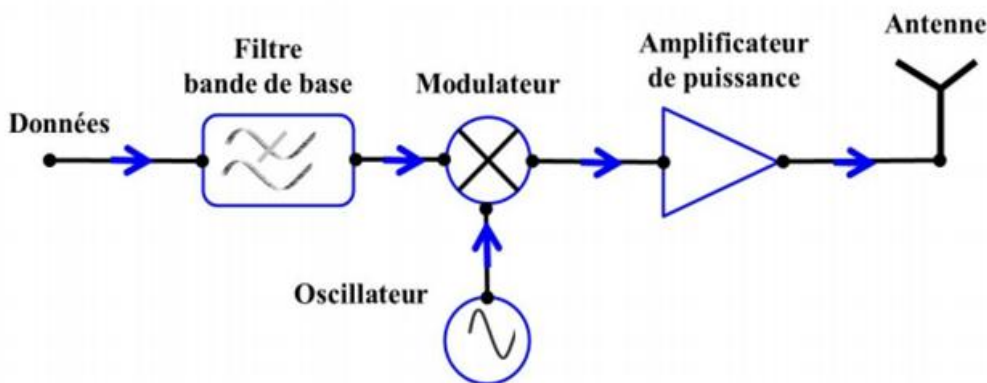 Données
Filtre
bande de base
Modulateur
Amplificateur
de puissance
Antenne
Oscillateur